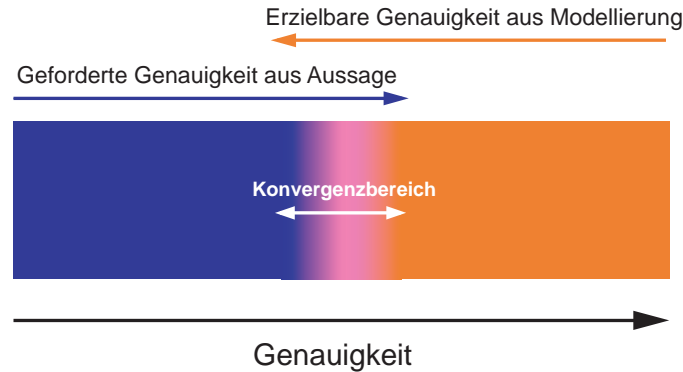 Erzielbare Genauigkeit aus Modellierung
Geforderte Genauigkeit aus Aussage
Konvergenzbereich
Genauigkeit